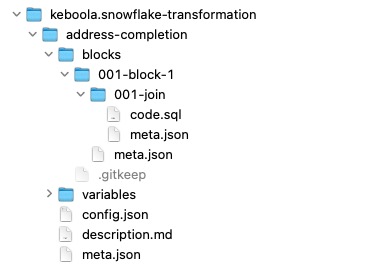 keboola.snowflake-transformation
address-completion
blocks
001-block-1
001-join
code.sql
meta.json
meta.json
.gitkeep
variables
config.json
description.md
meta.json